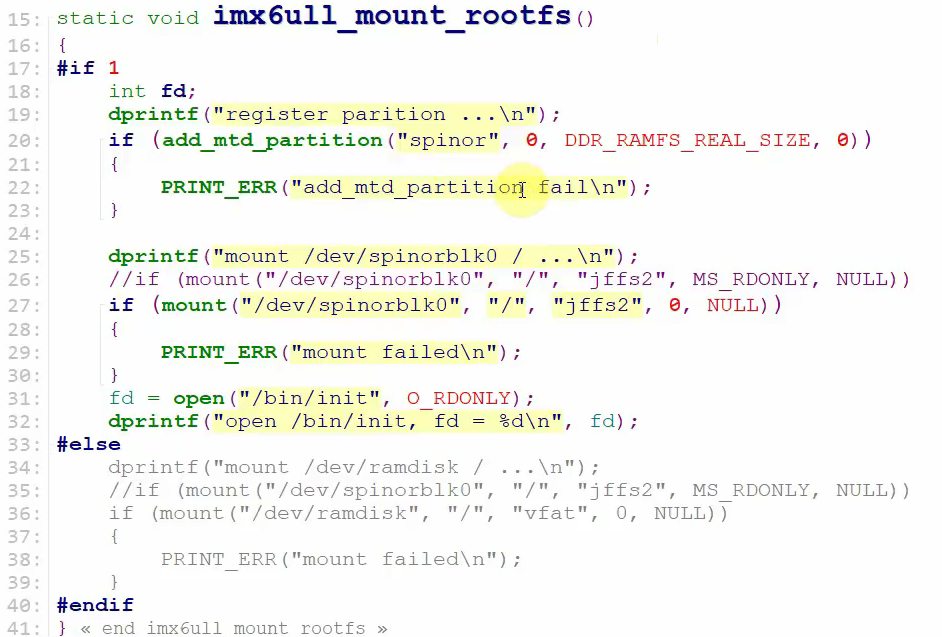 15: static void imx6ull_mount_rootfs()
16: {
17: #if 1
18: int fd;
19: dprintf("register parition ...\n");
20: if (add_mtd_partition("spinor", 0, DDR_RAMFS_REAL_SIZE, 0))
21: {
22: PRINT_ERR("add_mtd_partition fail\n");
23: }
24:
25: dprintf("mount /dev/spinorblk0 / ...\n");
26: //if (mount("/dev/spinorblk0", "/", "jffs2", MS_RDONLY, NULL))
27: if (mount("/dev/spinorblk0", "/", "jffs2", 0, NULL))
28: {
29: PRINT_ERR("mount failed\n");
30: }
31: fd = open("/bin/init", O_RDONLY);
32: dprintf("open /bin/init, fd = %d\n", fd);
33: #else
34: dprintf("mount /dev/ramdisk / ...\n");
35: //if (mount("/dev/spinorblk0", "/", "jffs2", MS_RDONLY, NULL))
36: if (mount("/dev/ramdisk", "/", "vfat", 0, NULL))
37: {
38: PRINT_ERR("mount failed\n");
39: }
40: #endif
41: } « end imx6ull_mount_rootfs »